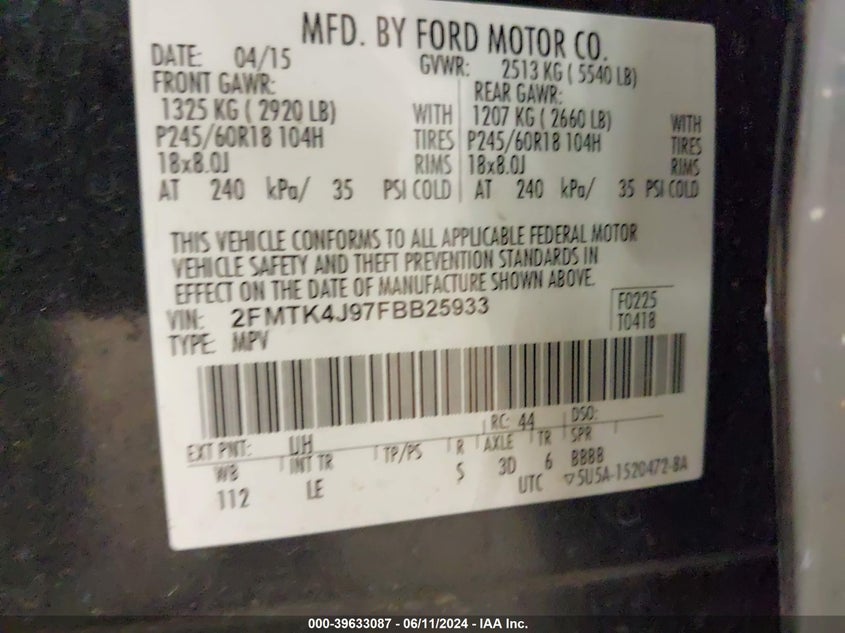 MFD. BY FORD MOTOR CO.
DATE: 04/15 GVWR: 2513 KG ( 5540 LB)
FRONT GAWR: REAR GAWR:
1325 KG ( 2920 LB) WITH 1207 KG ( 2660 LB) WITH
P245/60R18 104H TIRES P245/60R18 104H TIRES
18x8.0J RIMS 18x8.0J RIMS
AT 240 kPa/ 35 PSI COLD AT 240 kPa/ 35 PSI COLD
THIS VEHICLE CONFORMS TO ALL APPLICABLE FEDERAL MOTOR
VEHICLE SAFETY AND THEFT PREVENTION STANDARDS IN
EFFECT ON THE DATE OF MANUFACTURE SHOWN ABOVE.
VIN: 2FMTK4J97FBB25933 F0225
TYPE: MPV T0418
EXT PNT: UH RC: 44 DSO:
WB INT TR TP/PS R AXLE TR SPR
112 LE S 3D 6 BBBB
UTC ▽5U5A-1520472-BA
000-39633087 - 06/11/2024 - IAA Inc.